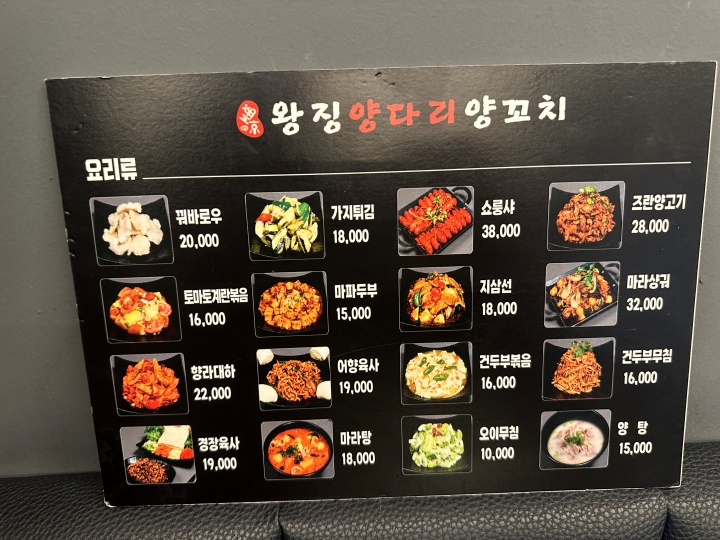 왕징양다리양꼬치
요리류
꿔바로우
20,000
가지튀김
18,000
쇼룽샤
38,000
즈란양고기
28,000
토마토계란볶음
16,000
마파두부
15,000
지삼선
18,000
마라샹궈
32,000
향라대하
22,000
어향육사
19,000
건두부볶음
16,000
건두부무침
16,000
경장육사
19,000
마라탕
18,000
오이무침
10,000
양 탕
15,000